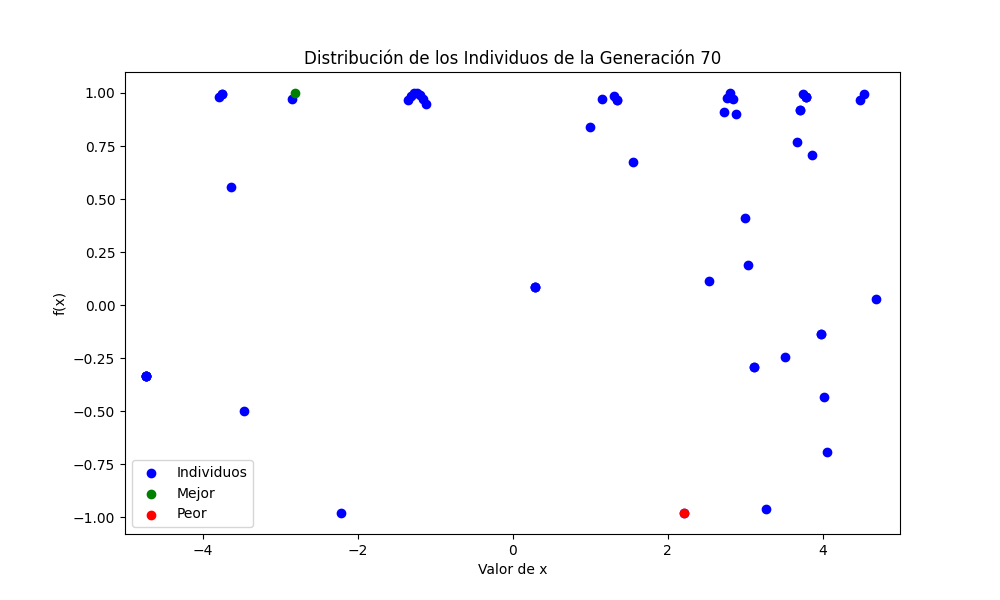 Distribución de los Individuos de la Generación 70
1.00
0.75
0.50
0.25
0.00
−0.25
−0.50
−0.75
−1.00
f(x)
Individuos
Mejor
Peor
−4
−2
0
2
4
Valor de x